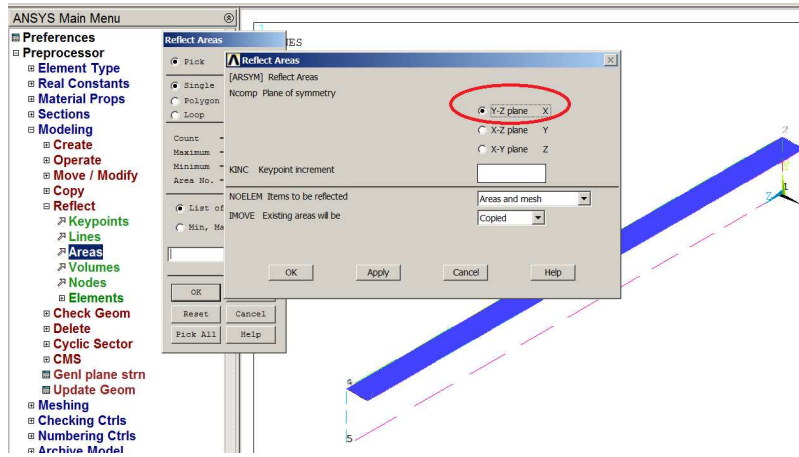 ANSYS Main Menu
Preferences
Preprocessor
Element Type
Real Constants
Material Props
Sections
Modeling
Create
Operate
Move / Modify
Copy
Reflect
Keypoints
Lines
Areas
Volumes
Nodes
Elements
Check Geom
Delete
Cyclic Sector
CMS
Genl plane strn
Update Geom
Meshing
Checking Ctrls
Numbering Ctrls
Archive Model
Reflect Areas
Pick
Single
Polygon
Loop
Count =
Maximum =
Minimum =
Area No. =
List of
Min, Ma
OK
Reset Cancel
Pick All Help
Reflect Areas
[ARSYM] Reflect Areas
Ncomp Plane of symmetry
Y-Z plane X
X-Z plane Y
X-Y plane Z
KINC Keypoint increment
NOELEM Items to be reflected Areas and mesh
IMOVE Existing areas will be Copied
OK Apply Cancel Help
1
ES
Y
Z
1
4
5